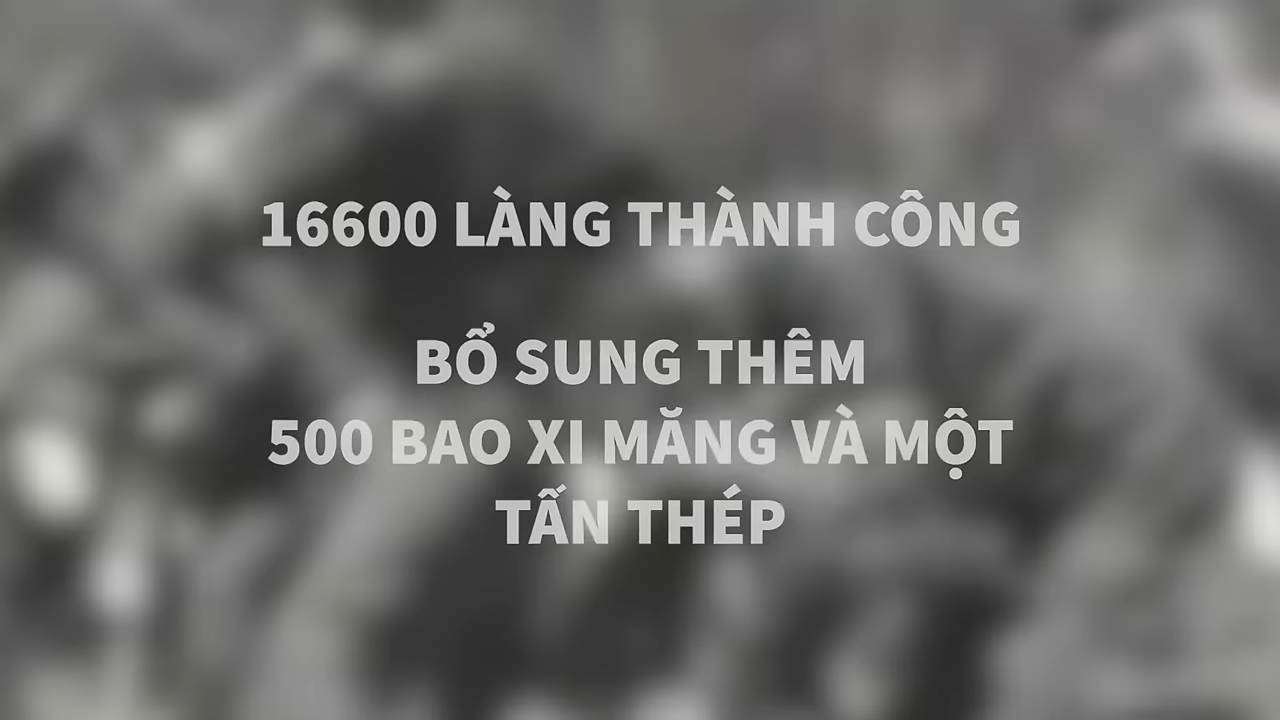 16600 LÀNG THÀNH CÔNG
BỔ SUNG THÊM
500 BAO XI MĂNG VÀ MỘT
TẤN THÉP